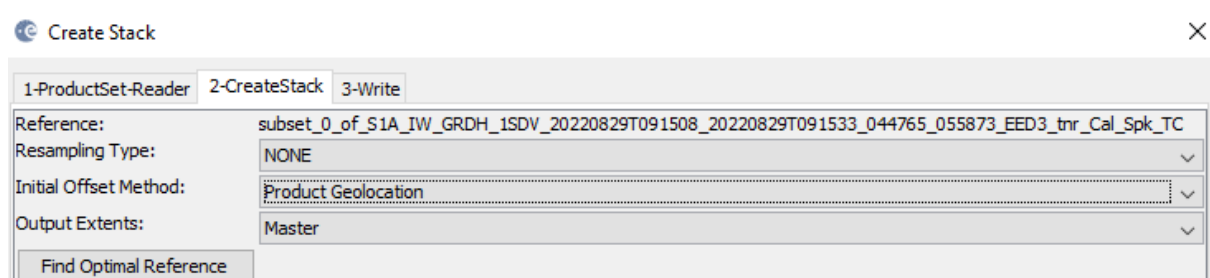 Create Stack
1-ProductSet-Reader 2-CreateStack 3-Write
Reference: subset_0_of_S1A_IW_GRDH_1SDV_20220829T091508_20220829T091533_044765_055873_EED3_tnr_Cal_Spk_TC
Resampling Type: NONE
Initial Offset Method: Product Geolocation
Output Extents: Master
Find Optimal Reference